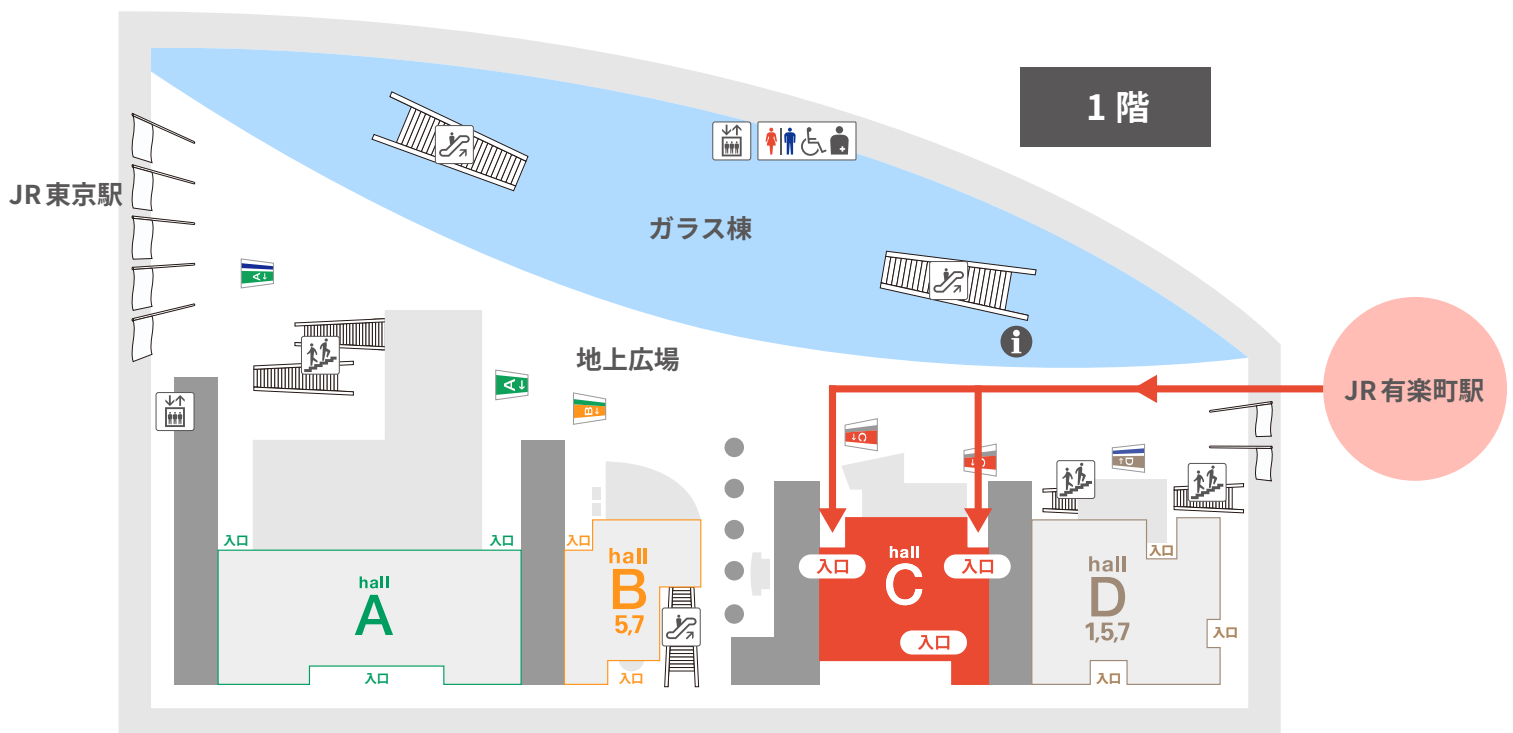 1階
JR東京駅
ガラス棟
A↓
地上広場
JR有楽町駅
A↓
B↓
C↓
C↓
D↑
入口
入口
入口
hall
A
入口
hall
B
5,7
入口
入口
hall
C
入口
入口
入口
hall
D
1,5,7
入口
入口